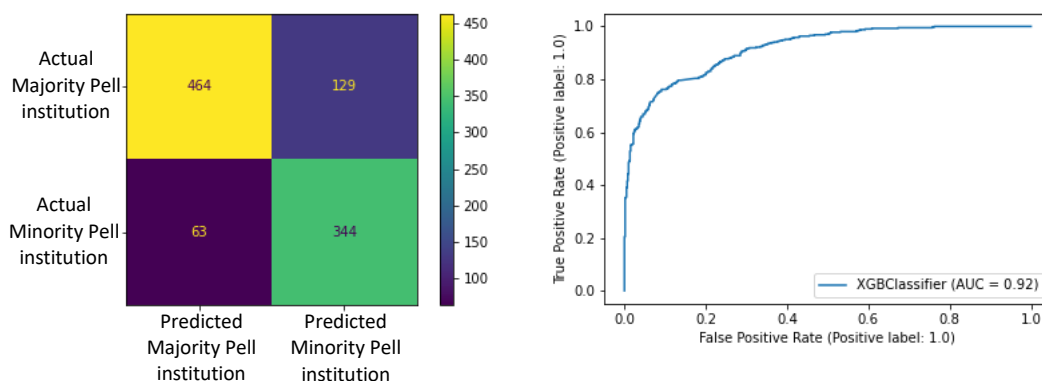 Actual
Majority Pell
institution
Actual
Minority Pell
institution
464
129
63
344
Predicted
Majority Pell
institution
Predicted
Minority Pell
institution
450
400
350
300
250
200
150
100
True Positive Rate (Positive label: 1.0)
1.0
0.8
0.6
0.4
0.2
0.0
XGBClassifier (AUC = 0.92)
0.0
0.2
0.4
0.6
0.8
1.0
False Positive Rate (Positive label: 1.0)